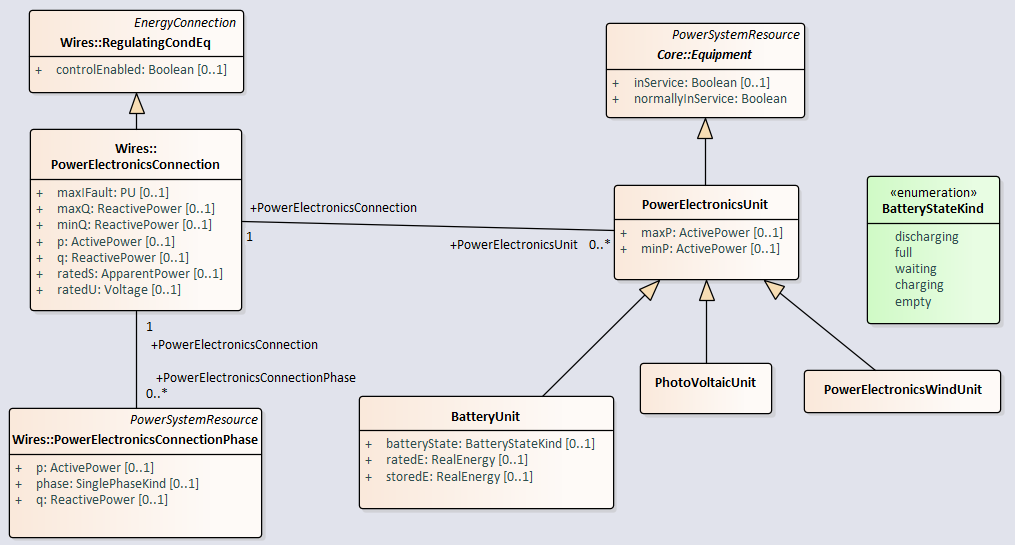 EnergyConnection
Wires::RegulatingCondEq
+ controlEnabled: Boolean [0..1]
PowerSystemResource
Core::Equipment
+ inService: Boolean [0..1]
+ normallyInService: Boolean
Wires::
PowerElectronicsConnection
+ maxIFault: PU [0..1]
+ maxQ: ReactivePower [0..1]
+ minQ: ReactivePower [0..1]
+ p: ActivePower [0..1]
+ q: ReactivePower [0..1]
+ ratedS: ApparentPower [0..1]
+ ratedU: Voltage [0..1]
+PowerElectronicsConnection
1
+PowerElectronicsUnit 0..*
PowerElectronicsUnit
+ maxP: ActivePower [0..1]
+ minP: ActivePower [0..1]
«enumeration»
BatteryStateKind
discharging
full
waiting
charging
empty
1
+PowerElectronicsConnection
+PowerElectronicsConnectionPhase
0..*
PowerSystemResource
Wires::PowerElectronicsConnectionPhase
+ p: ActivePower [0..1]
+ phase: SinglePhaseKind [0..1]
+ q: ReactivePower [0..1]
BatteryUnit
+ batteryState: BatteryStateKind [0..1]
+ ratedE: RealEnergy [0..1]
+ storedE: RealEnergy [0..1]
PhotoVoltaicUnit
PowerElectronicsWindUnit